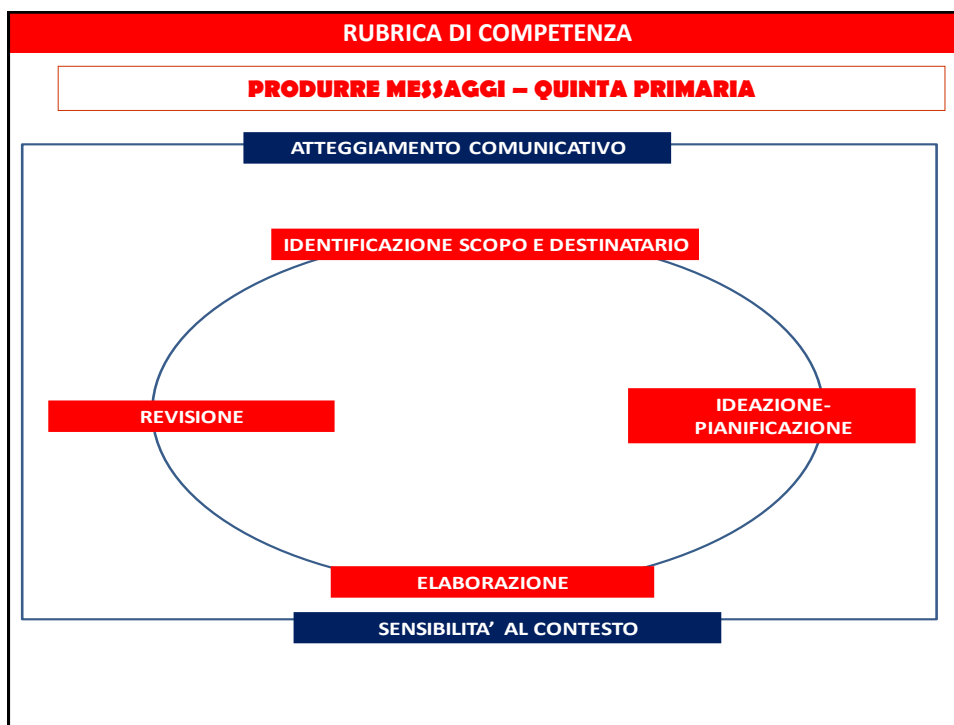 RUBRICA DI COMPETENZA
PRODURRE MESSAGGI – QUINTA PRIMARIA
ATTEGGIAMENTO COMUNICATIVO
IDENTIFICAZIONE SCOPO E DESTINATARIO
REVISIONE
IDEAZIONE-
PIANIFICAZIONE
ELABORAZIONE
SENSIBILITA’ AL CONTESTO